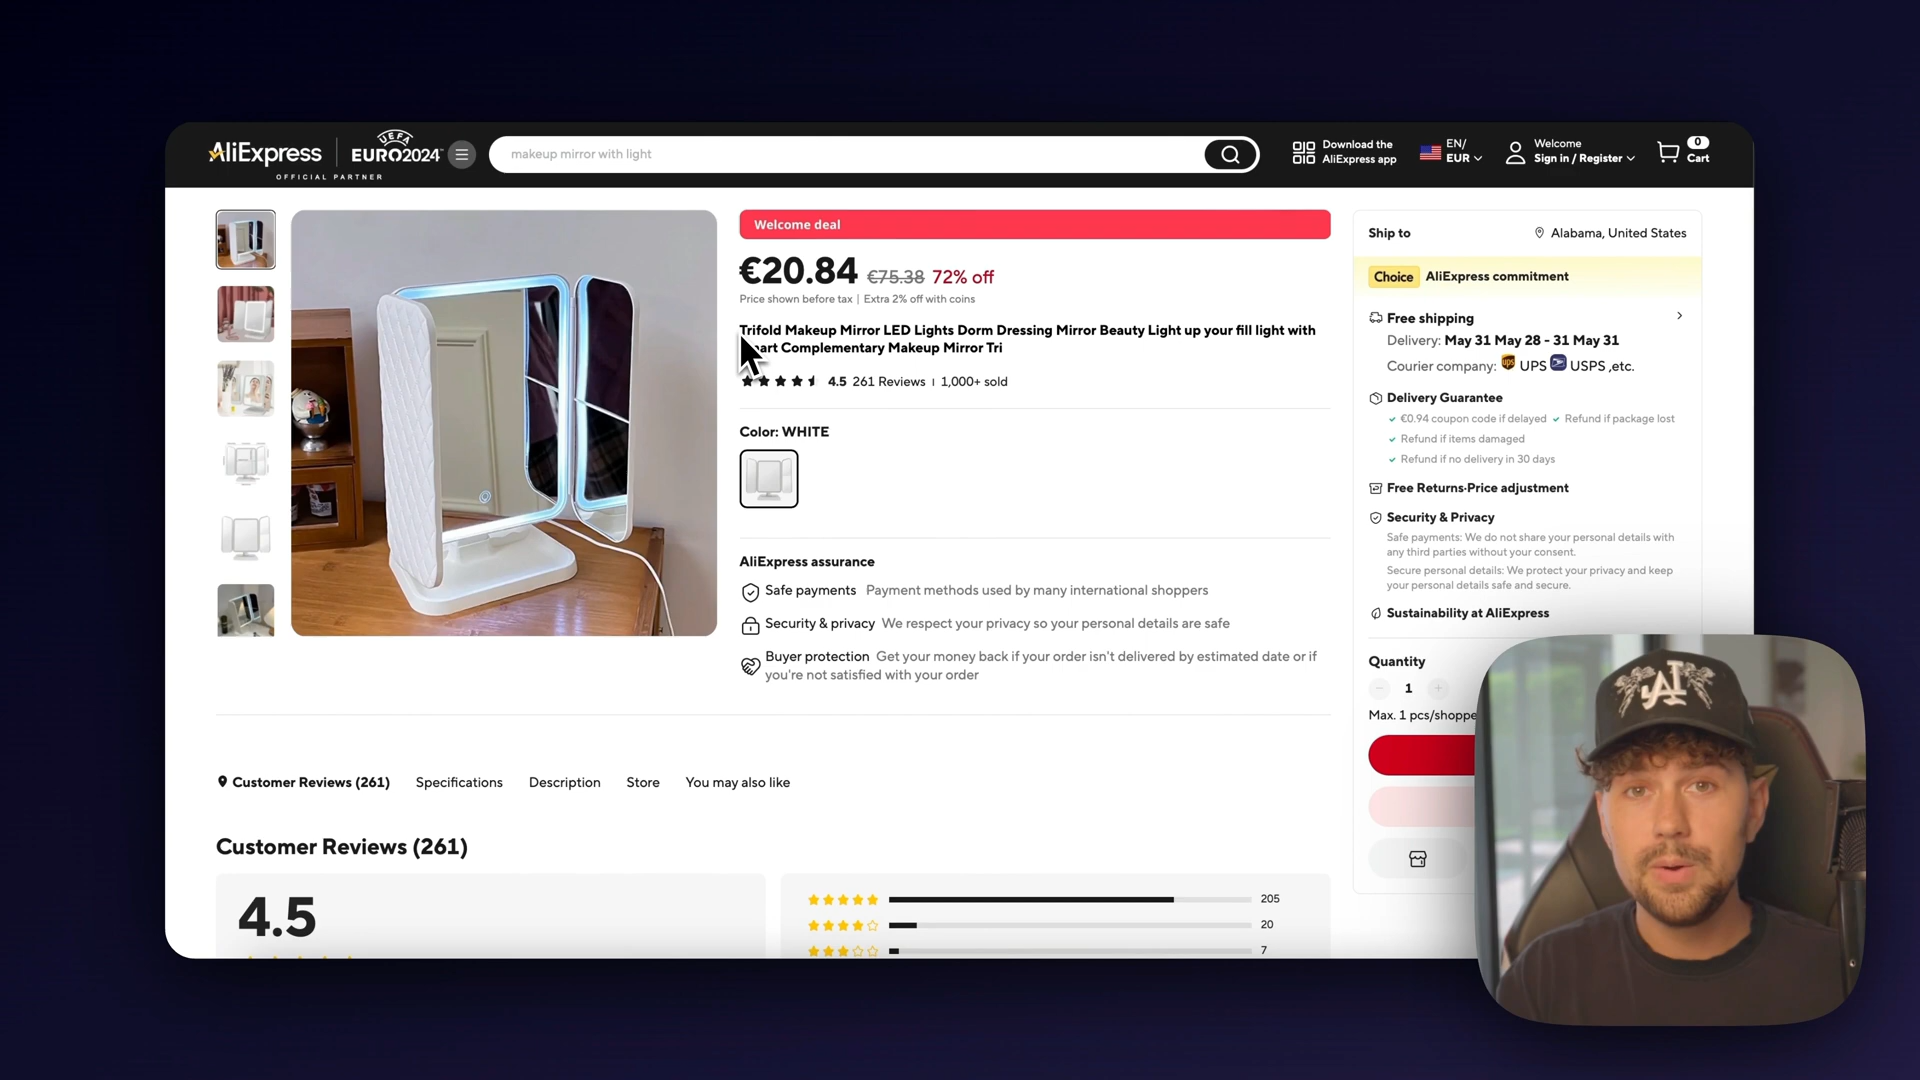 AliExpress
UEFA
EURO2024™
OFFICIAL PARTNER
makeup mirror with light
Download the
AliExpress app
EN/
EUR
Welcome
Sign in / Register
0
Cart
Welcome deal
€20.84 €75.38 72% off
Price shown before tax | Extra 2% off with coins
Trifold Makeup Mirror LED Lights Dorm Dressing Mirror Beauty Light up your fill light with
art Complementary Makeup Mirror Tri
4.5 261 Reviews | 1,000+ sold
Color: WHITE
AliExpress assurance
Safe payments Payment methods used by many international shoppers
Security & privacy We respect your privacy so your personal details are safe
Buyer protection Get your money back if your order isn't delivered by estimated date or if
you're not satisfied with your order
Ship to
Alabama, United States
Choice AliExpress commitment
Free shipping
Delivery: May 31 May 28 - 31 May 31
Courier company: ups UPS USPS ,etc.
Delivery Guarantee
€0.94 coupon code if delayed Refund if package lost
Refund if items damaged
Refund if no delivery in 30 days
Free Returns·Price adjustment
Security & Privacy
Safe payments: We do not share your personal details with
any third parties without your consent.
Secure personal details: We protect your privacy and keep
your personal details safe and secure.
Sustainability at AliExpress
Quantity
1
Max. 1 pcs/shoppe
Customer Reviews (261) Specifications Description Store You may also like
Customer Reviews (261)
4.5
205
20
7
AI